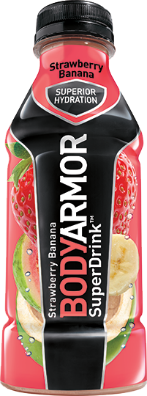 Strawberry
Banana
SUPERIOR
HYDRATION
Strawberry Banana
BODYARMOR
SuperDrink™